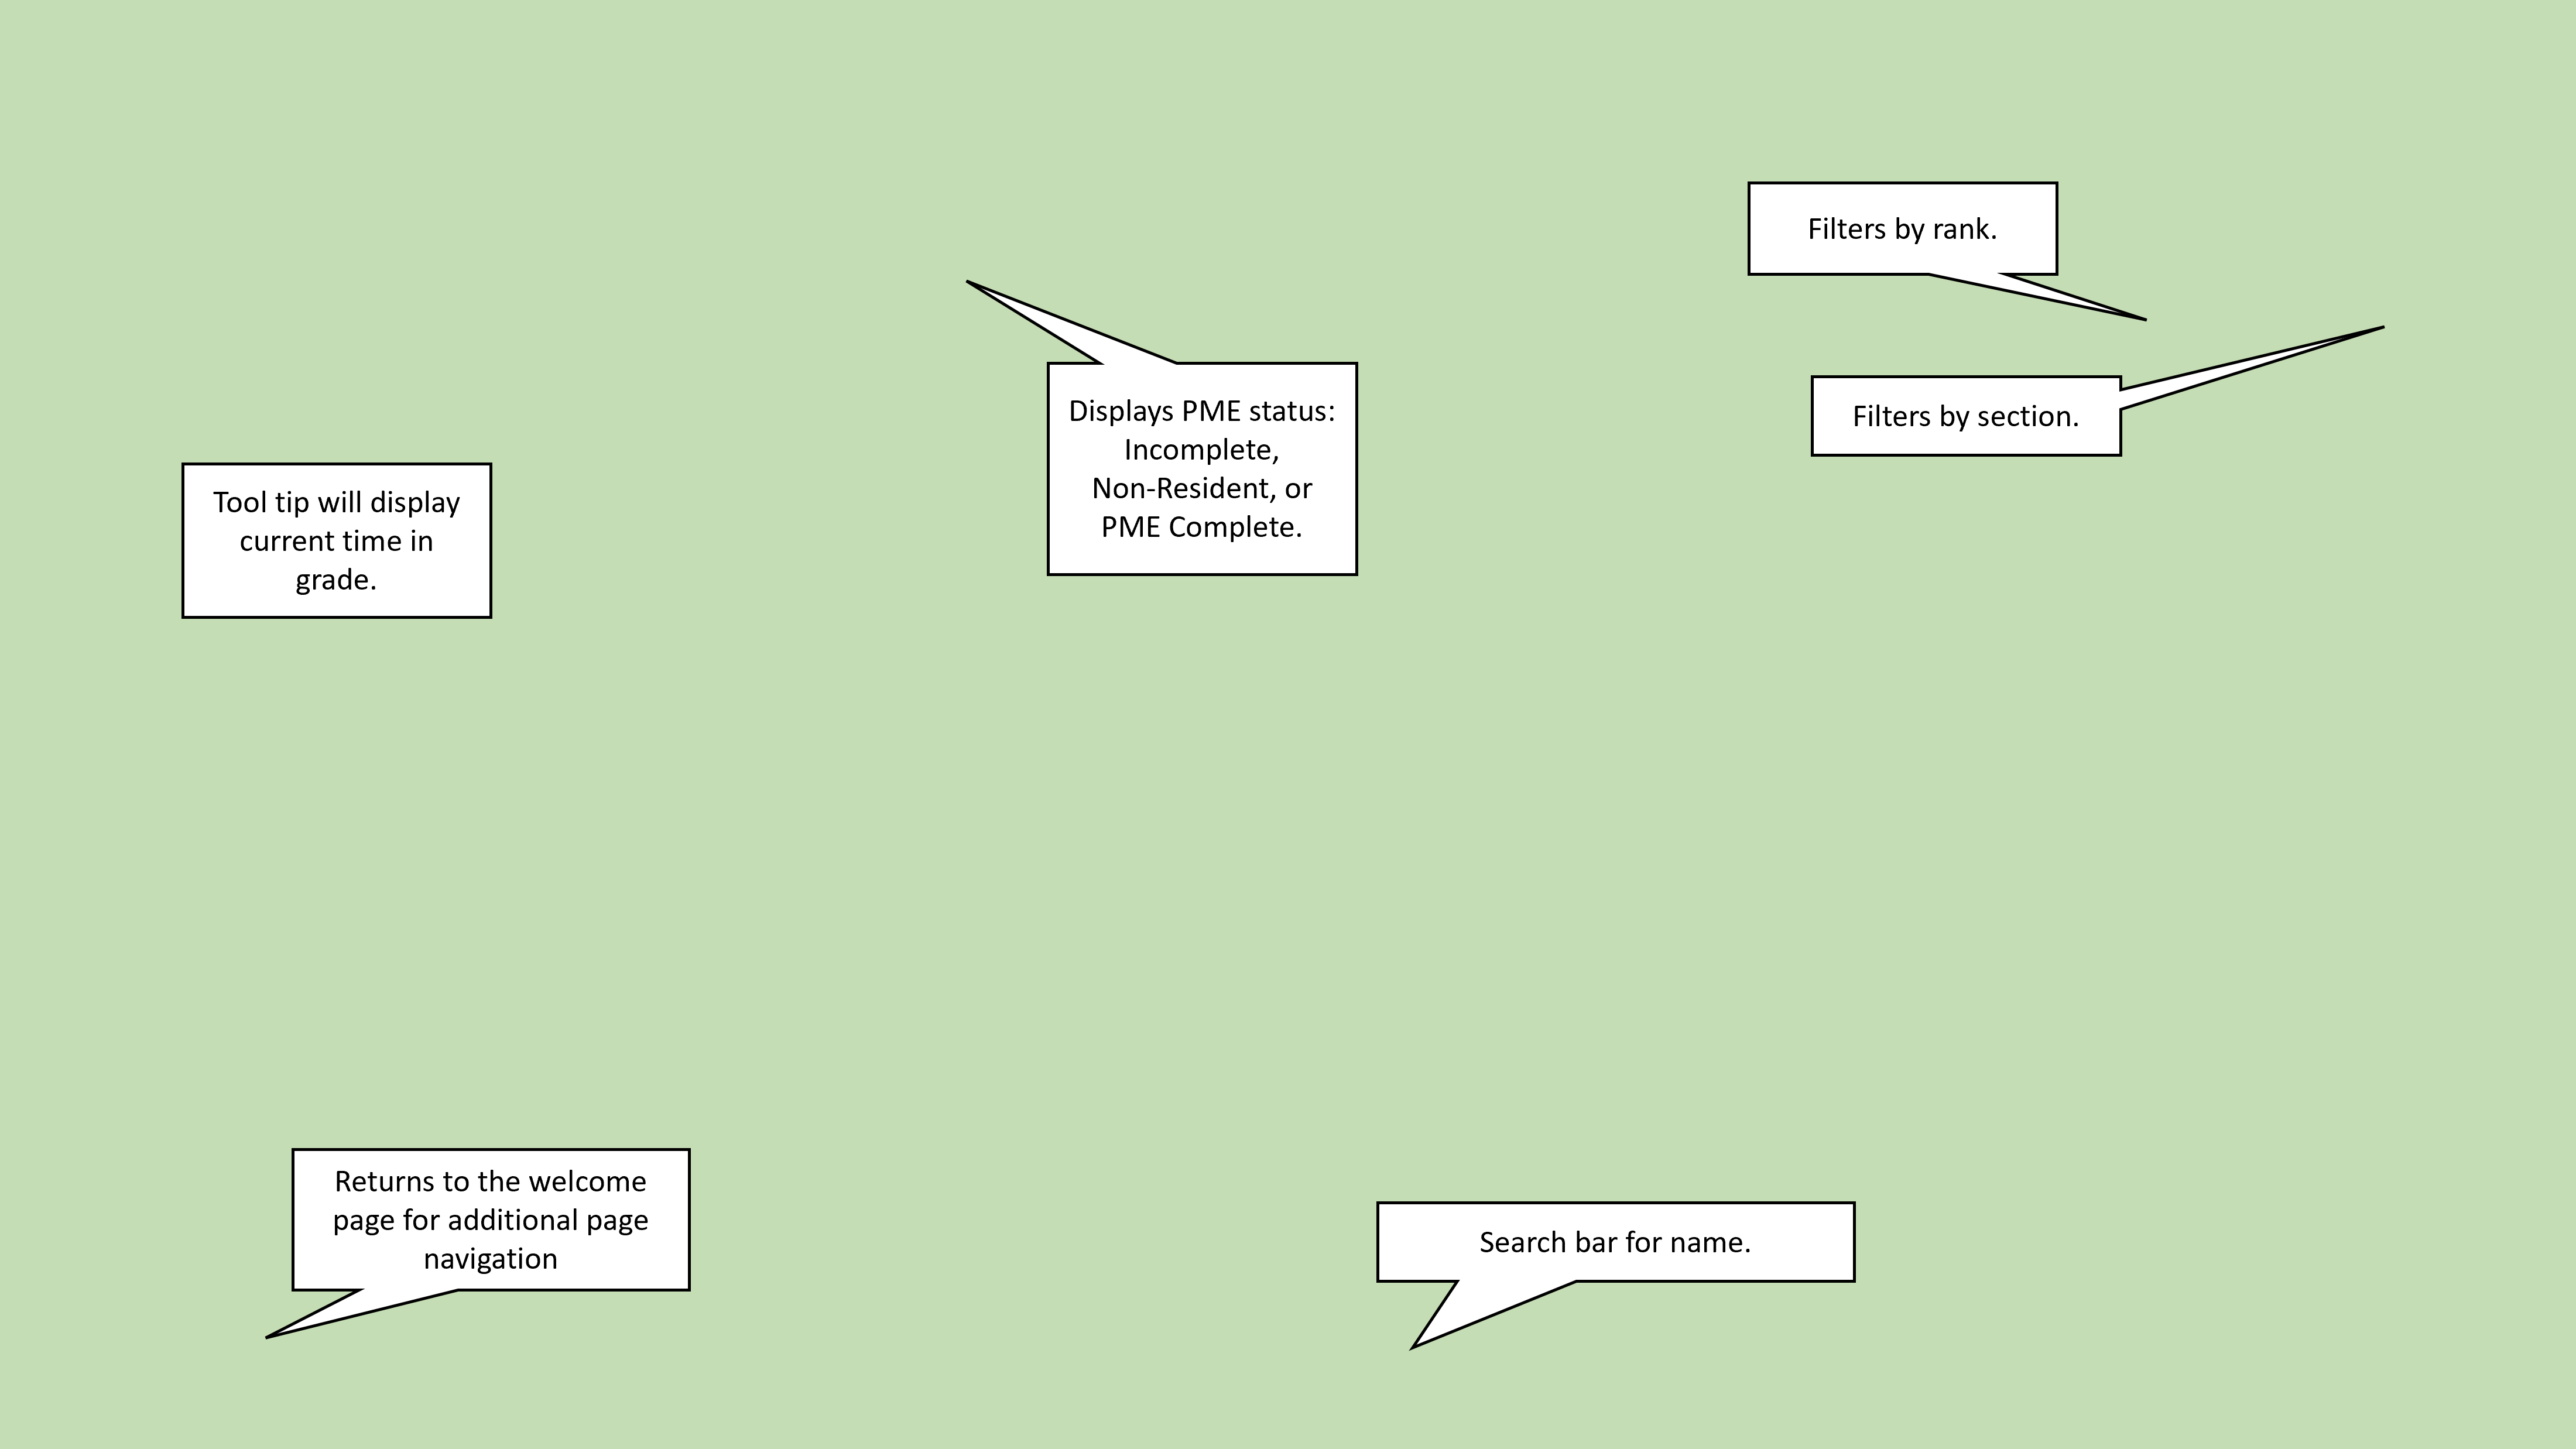 Filters by rank.
Displays PME status:
Incomplete,
Non-Resident, or
PME Complete.
Filters by section.
Tool tip will display
current time in
grade.
Returns to the welcome
page for additional page
navigation
Search bar for name.